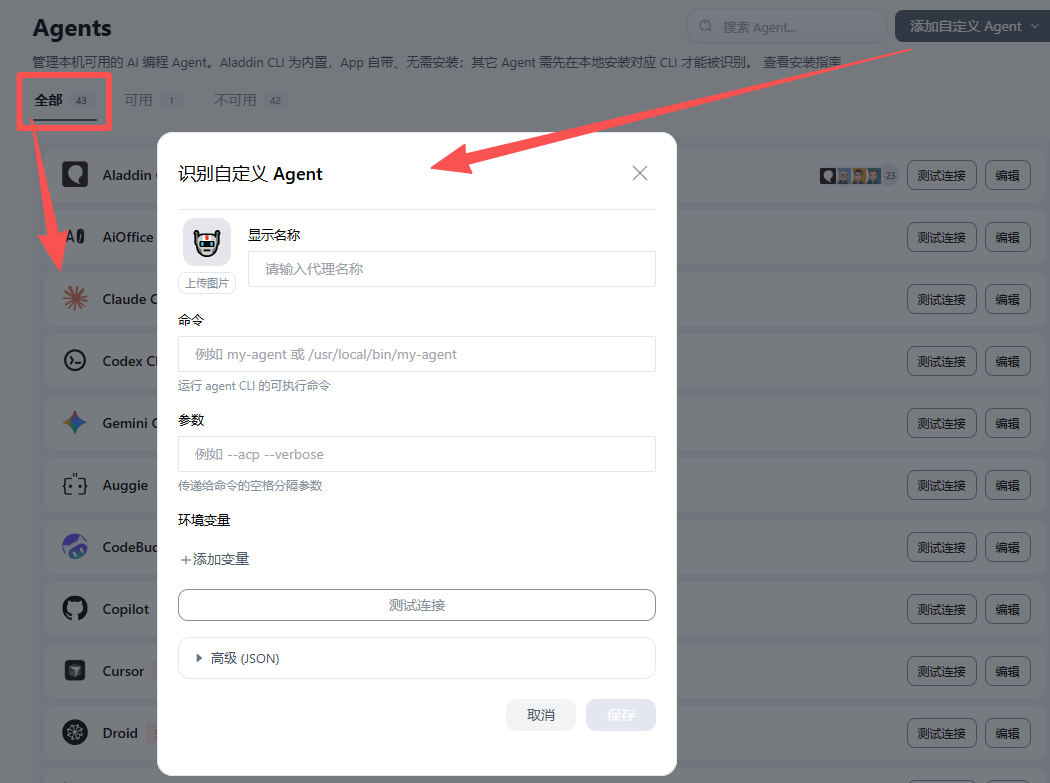 Agents
搜索 Agent...
添加自定义 Agent
管理本机可用的 AI 编程 Agent。Aladdin CLI 为内置，App 自带、无需安装；其它 Agent 需先在本地安装对应 CLI 才能被识别。 查看安装指南
全部 43 可用 1 不可用 42
Aladdin
23 测试连接 编辑
AiOffice
测试连接 编辑
Claude C
测试连接 编辑
Codex Cl
测试连接 编辑
Gemini C
测试连接 编辑
Auggie
测试连接 编辑
CodeBud
测试连接 编辑
Copilot
测试连接 编辑
Cursor
测试连接 编辑
Droid
测试连接 编辑
识别自定义 Agent
显示名称
请输入代理名称
上传图片
命令
例如 my-agent 或 /usr/local/bin/my-agent
运行 agent CLI 的可执行命令
参数
例如 --acp --verbose
传递给命令的空格分隔参数
环境变量
+添加变量
测试连接
高级 (JSON)
取消 保存